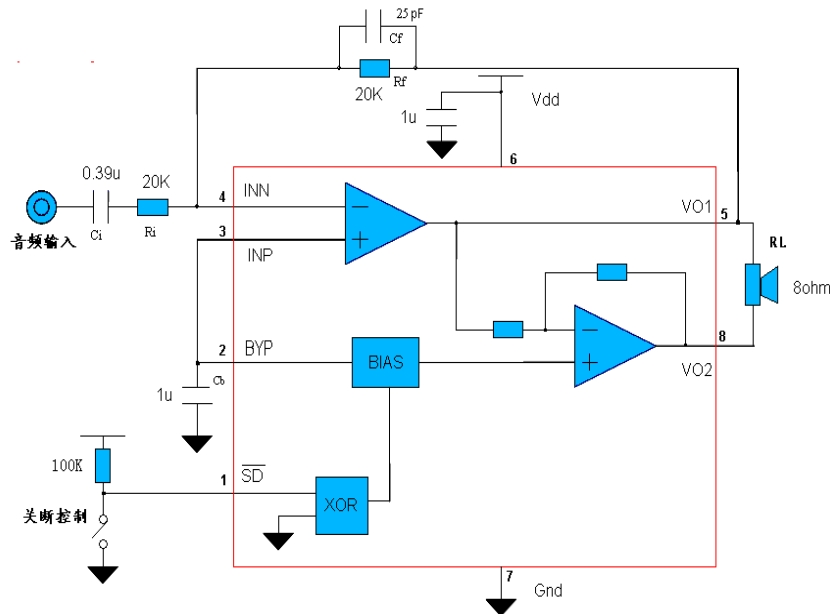 25pF
Cf
Rf
20K
Vdd
1u
6
0.39u
20K
4
INN
VO1
5
Ci
Ri
音频输入
3
INP
RL
8ohm
2
BYP
BIAS
8
VO2
Cb
1u
100K
1
SD
XOR
关断控制
7
Gnd